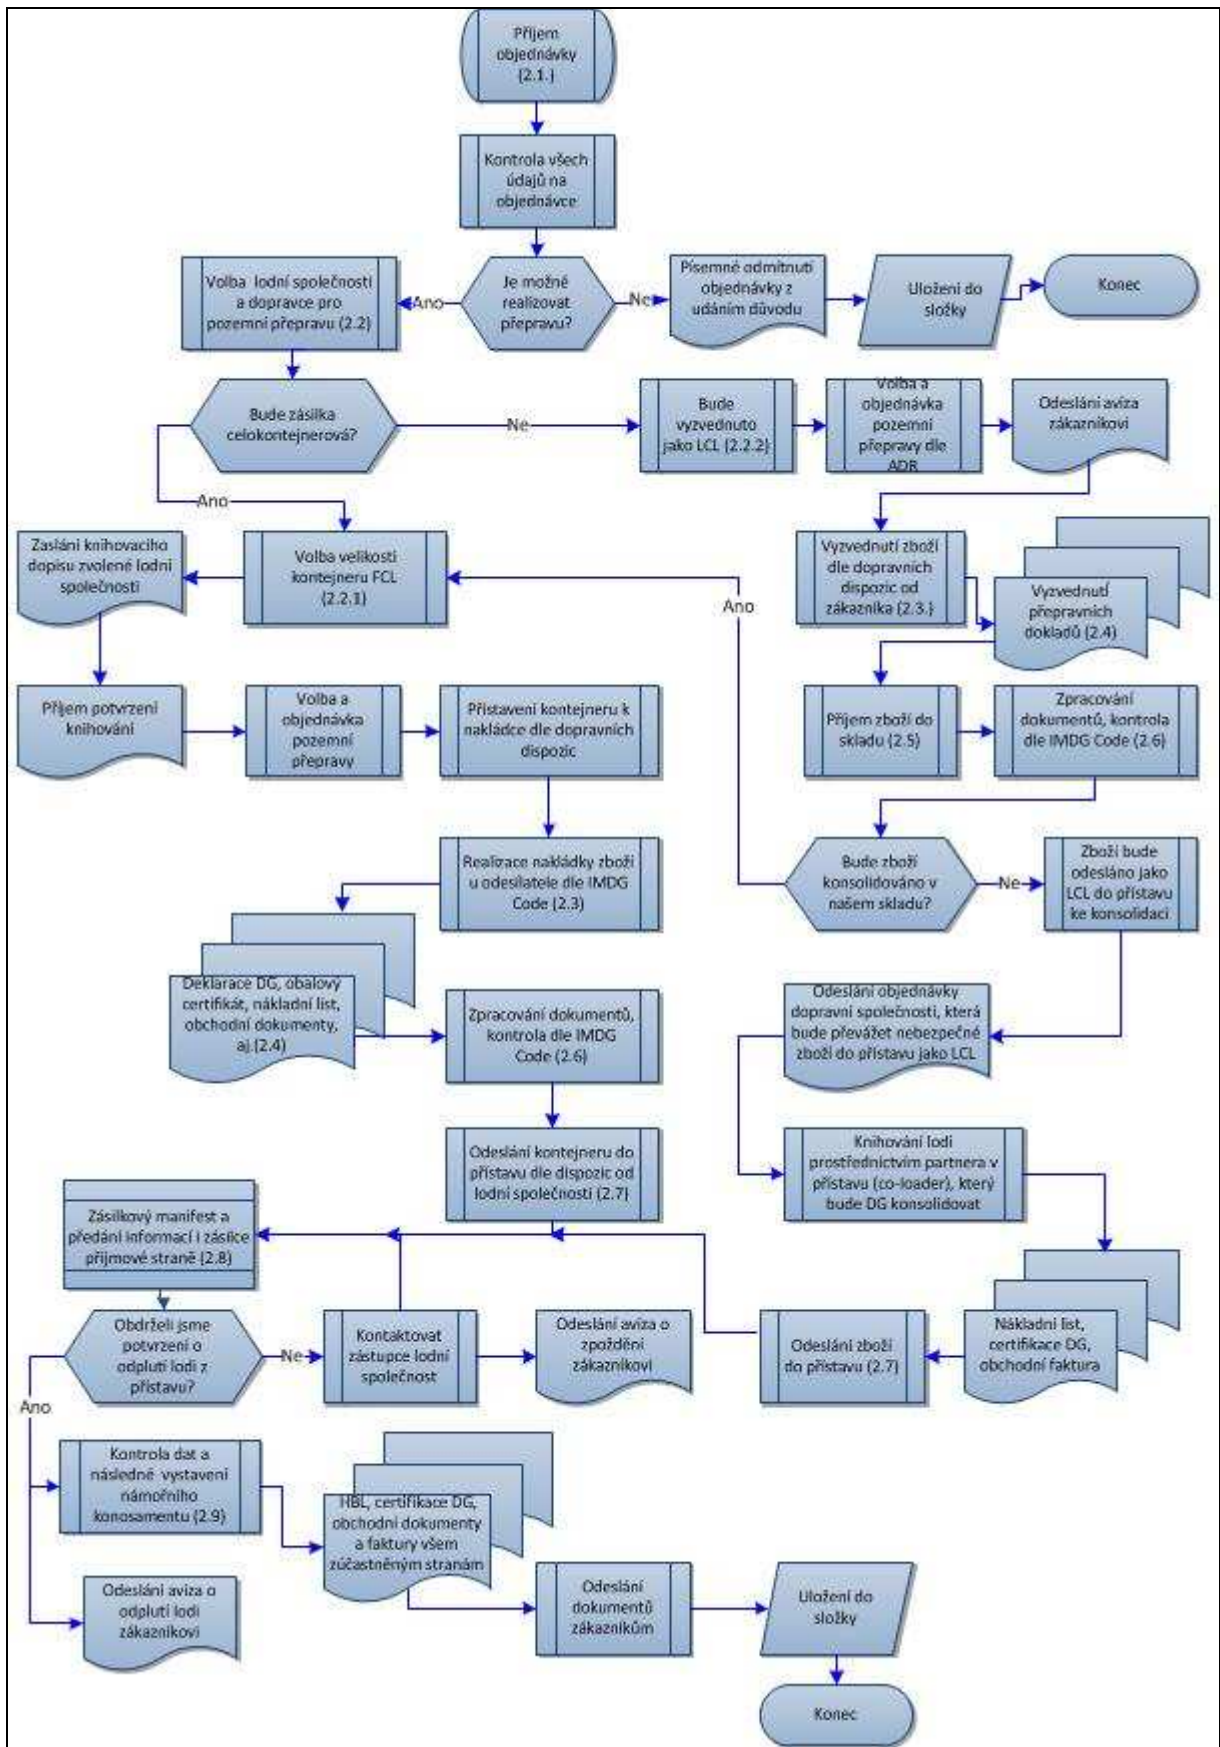 Příjem
objednávky
(2.1.)
Kontrola všech
údajů na
objednávce
Je možné
realizovat
přepravu?
Ano
Ne
Volba lodní společnosti
a dopravce pro
pozemní přepravu (2.2)
Písemné odmítnutí
objednávky z
udáním důvodu
Uložení do
složky
Konec
Bude zásilka
celokontejnerová?
Ne
Ano
Bude
vyzvednuto
jako LCL (2.2.2)
Volba a
objednávka
pozemní
přepravy dle
ADR
Odeslání avíza
zákazníkovi
Zaslání knihovacího
dopisu zvolené lodní
společnosti
Volba velikosti
kontejneru FCL
(2.2.1)
Ano
Vyzvednutí zboží
dle dopravních
dispozic od
zákazníka (2.3.)
Vyzvednutí
přepravních
dokladů (2.4)
Příjem potvrzení
knihování
Volba a
objednávka
pozemní
přepravy
Přistavení kontejneru k
nakládce dle dopravních
dispozic
Příjem zboží do
skladu (2.5)
Zpracování
dokumentů, kontrola
dle IMDG Code (2.6)
Realizace nakládky zboží
u odesílatele dle IMDG
Code (2.3)
Bude zboží
konsolidováno v
našem skladu?
Ne
Zboží bude
odesláno jako
LCL do přístavu
ke konsolidaci
Deklarace DG, obalový
certifikát, nákladní list,
obchodní dokumenty,
aj.(2.4)
Zpracování dokumentů,
kontrola dle IMDG
Code (2.6)
Odeslání objednávky
dopravní společnosti, která
bude převážet nebezpečné
zboží do přístavu jako LCL
Odeslání kontejneru do
přístavu dle dispozic od
lodní společnosti (2.7)
Knihování lodi
prostřednictvím partnera v
přístavu (co-loader), který
bude DG konsolidovat
Zásilkový manifest a
předání informací i zásilce
příjmové straně (2.8)
Obdrželi jsme
potvrzení o
odplutí lodi z
přístavu?
Ne
Ano
Kontaktovat
zástupce lodní
společnost
Odeslání avíza o
zpoždění
zákazníkovi
Odeslání zboží
do přístavu (2.7)
Nákladní list,
certifikace DG,
obchodní faktura
Kontrola dat a
následné vystavení
námořního
konosamentu (2.9)
HBL, certifikace DG,
obchodní dokumenty
a faktury všem
zúčastněným stranám
Odeslání avíza o
odplutí lodi
zákazníkovi
Odeslání
dokumentů
zákazníkům
Uložení do
složky
Konec